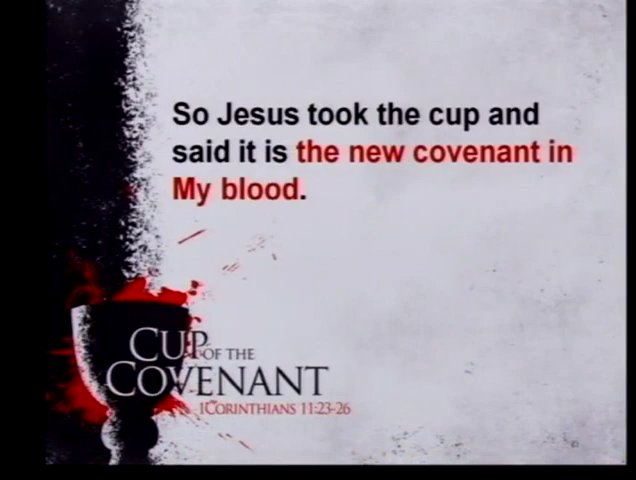 So Jesus took the cup and
said it is the new covenant in
My blood.
CUP OF THE
COVENANT
1CORINTHIANS 11:23-26